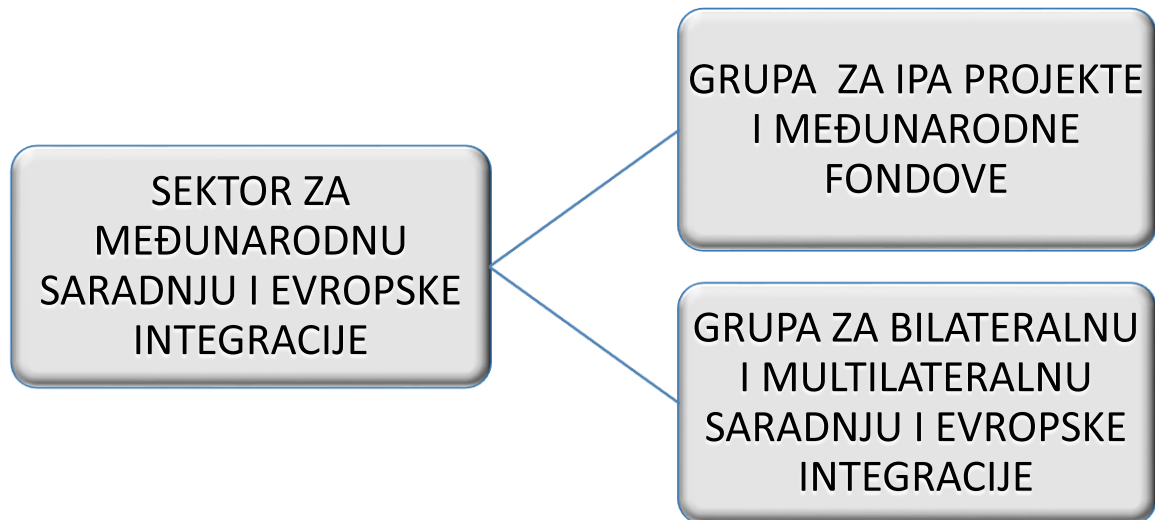 SEKTOR ZA
MEĐUNARODNU
SARADNJU I EVROPSKE
INTEGRACIJE
GRUPA  ZA IPA PROJEKTE
I MEĐUNARODNE
FONDOVE
GRUPA ZA BILATERALNU
I MULTILATERALNU
SARADNJU I EVROPSKE
INTEGRACIJE